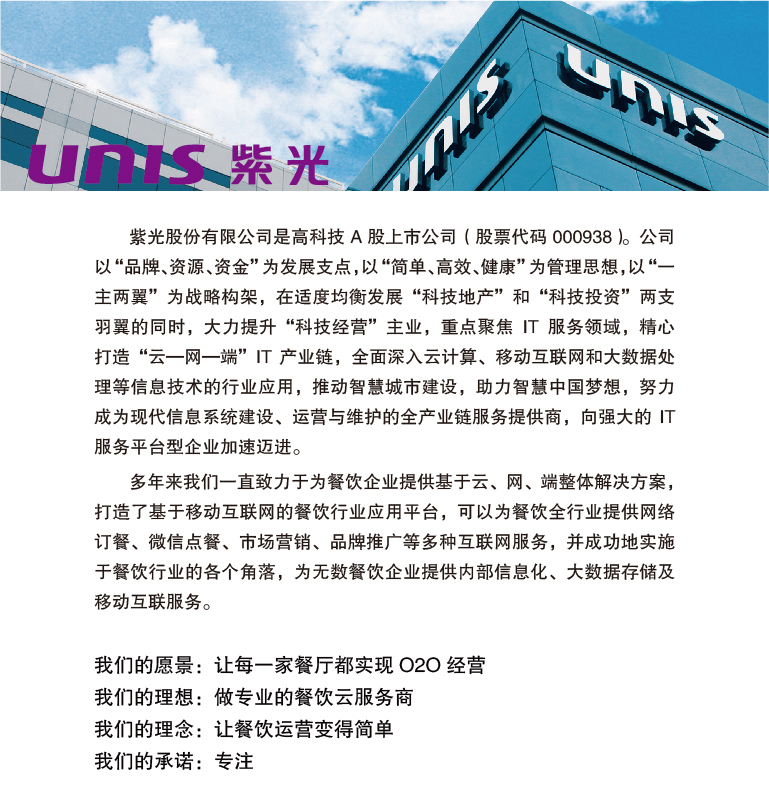 UNIS
UNIS
UNIS 紫光
紫光股份有限公司是高科技 A 股上市公司（股票代码 000938）。公司
以“品牌、资源、资金”为发展支点，以“简单、高效、健康”为管理思想，以“一
主两翼”为战略构架，在适度均衡发展“科技地产”和“科技投资”两支
羽翼的同时，大力提升“科技经营”主业，重点聚焦 IT 服务领域，精心
打造“云—网—端”IT 产业链，全面深入云计算、移动互联网和大数据处
理等信息技术的行业应用，推动智慧城市建设，助力智慧中国梦想，努力
成为现代信息系统建设、运营与维护的全产业链服务提供商，向强大的 IT
服务平台型企业加速迈进。
多年来我们一直致力于为餐饮企业提供基于云、网、端整体解决方案，
打造了基于移动互联网的餐饮行业应用平台，可以为餐饮全行业提供网络
订餐、微信点餐、市场营销、品牌推广等多种互联网服务，并成功地实施
于餐饮行业的各个角落，为无数餐饮企业提供内部信息化、大数据存储及
移动互联服务。
我们的愿景：让每一家餐厅都实现 O2O 经营
我们的理想：做专业的餐饮云服务商
我们的理念：让餐饮运营变得简单
我们的承诺：专注